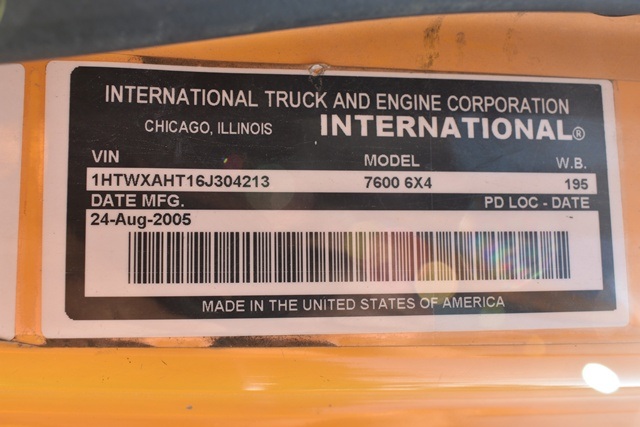 INTERNATIONAL TRUCK AND ENGINE CORPORATION
CHICAGO, ILLINOIS INTERNATIONAL®
VIN MODEL W.B.
1HTWXAHT16J304213 7600 6X4 195
DATE MFG. PD LOC - DATE
24-Aug-2005
MADE IN THE UNITED STATES OF AMERICA